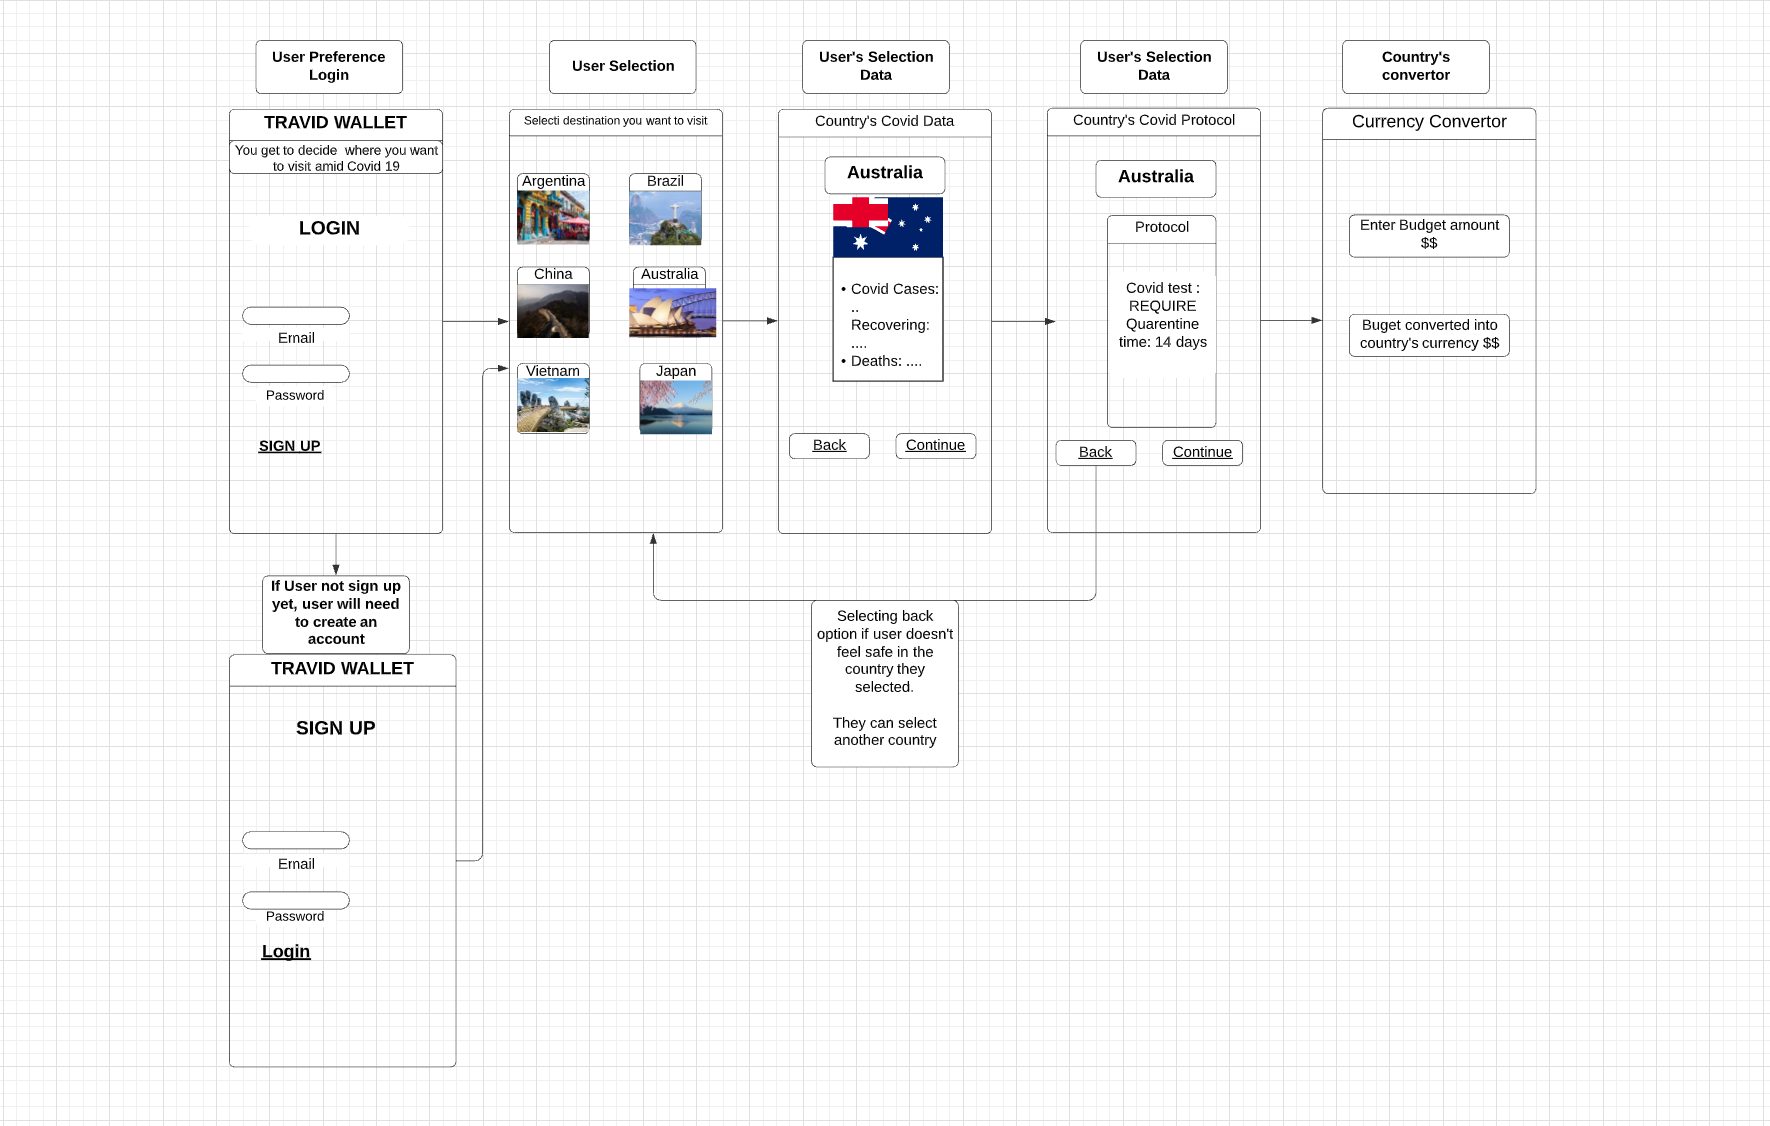 User Preference
Login
User Selection
User's Selection
Data
User's Selection
Data
Country's
convertor
TRAVID WALLET
You get to decide  where you want
to visit amid Covid 19
LOGIN
Email
Password
SIGN UP
Selecti destination you want to visit
Argentina
Brazil
China
Australia
Vietnam
Japan
Country's Covid Data
Australia
• Covid Cases:
..
Recovering:
....
• Deaths: ....
Back
Continue
Country's Covid Protocol
Australia
Protocol
Covid test :
REQUIRE
Quarentine
time: 14 days
Back
Continue
Currency Convertor
Enter Budget amount
$$
Buget converted into
country's currency $$
If User not sign up
yet, user will need
to create an
account
TRAVID WALLET
SIGN UP
Email
Password
Login
Selecting back
option if user doesn't
feel safe in the
country they
selected.
They can select
another country